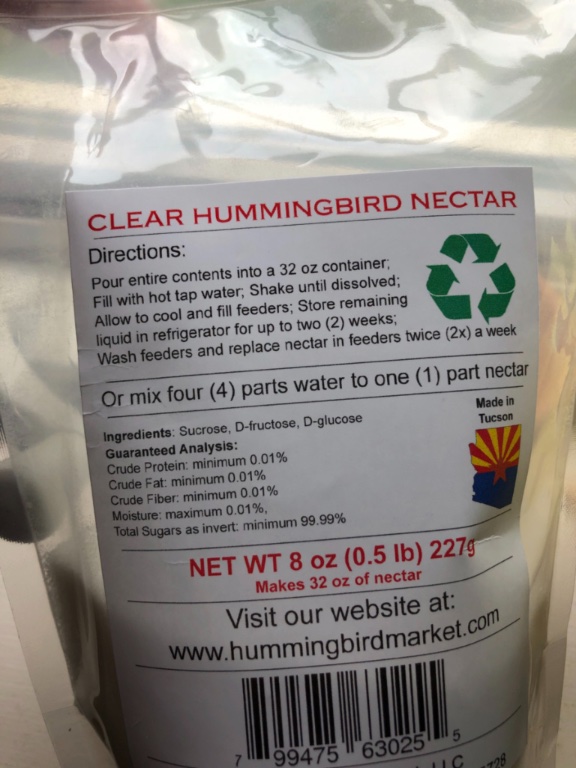 CLEAR HUMMINGBIRD NECTAR
Directions:
Pour entire contents into a 32 oz container;
Fill with hot tap water; Shake until dissolved;
Allow to cool and fill feeders; Store remaining
liquid in refrigerator for up to two (2) weeks;
Wash feeders and replace nectar in feeders twice (2x) a week
Or mix four (4) parts water to one (1) part nectar
Ingredients: Sucrose, D-fructose, D-glucose
Guaranteed Analysis:
Crude Protein: minimum 0.01%
Crude Fat: minimum 0.01%
Crude Fiber: minimum 0.01%
Moisture: maximum 0.01%,
Total Sugars as invert: minimum 99.99%
Made in
Tucson
NET WT 8 oz (0.5 lb) 227g
Makes 32 oz of nectar
Visit our website at:
www.hummingbirdmarket.com
7 99475 63025 5